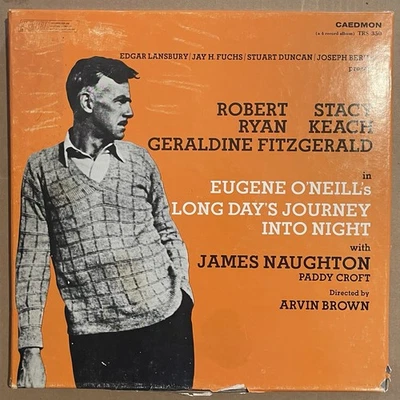 CAEDMON
(a 4 record album) TRS 350
EDGAR LANSBURY/JAY H. FUCHS/STUART DUNCAN/JOSEPH
ROBERT STACY
RYAN KEACH
GERALDINE FITZGERALD
in
EUGENE O'NEILL's
LONG DAY'S JOURNEY
INTO NIGHT
with
JAMES NAUGHTON
PADDY CROFT
Directed by
ARVIN BROWN